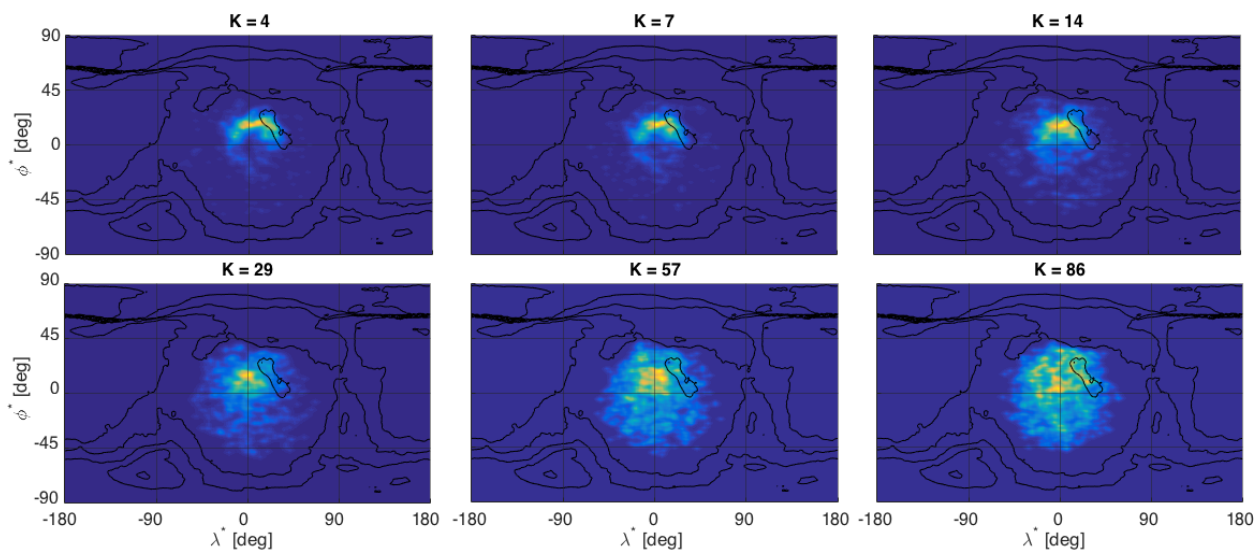 K = 4 K = 7 K = 14
90
45
0
-45
-90
ϕ* [deg]
K = 29 K = 57 K = 86
90
45
0
-45
-90
ϕ* [deg]
-180 -90 0 90 180 -180 -90 0 90 180 -180 -90 0 90 180
λ* [deg] λ* [deg] λ* [deg]